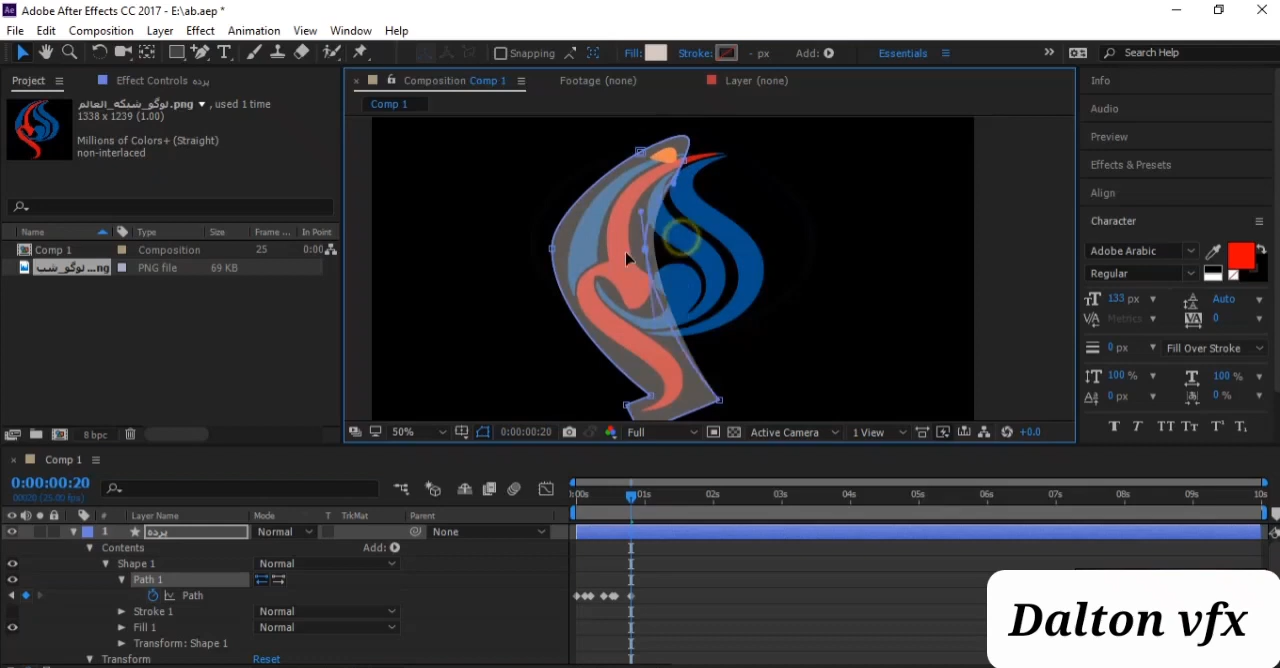 Adobe After Effects CC 2017 - E:\ab.aep *
File Edit Composition Layer Effect Animation View Window Help
Snapping Fill: Stroke: - px Add: Essentials Search Help
Project Effect Controls پرده
لوگو_شبکه_العالم.png , used 1 time
1338 x 1239 (1.00)
Millions of Colors+ (Straight)
non-interlaced
Name Type Size Frame ... In Point
Comp 1 Composition 25 0:00
لوگو_شب...ng PNG file 69 KB
8 bpc
Composition Comp 1 Footage (none) Layer (none)
Comp 1
50% 0:00:00:20 Full Active Camera 1 View +0.0
Info
Audio
Preview
Effects & Presets
Align
Character
Adobe Arabic
Regular
133 px Auto
Metrics 0
0 px Fill Over Stroke
100 % 100 %
0 px 0 %
T T TT Tт T¹ T₁
Comp 1
0:00:00:20
00020 (25.00 fps)
# Layer Name Mode T TrkMat Parent
1 پرده Normal None
Contents Add:
Shape 1 Normal
Path 1
Path
Stroke 1 Normal
Fill 1 Normal
Transform: Shape 1
Transform Reset
):00s 01s 02s 03s 04s 05s 06s 07s 08s 09s 10s
Dalton vfx